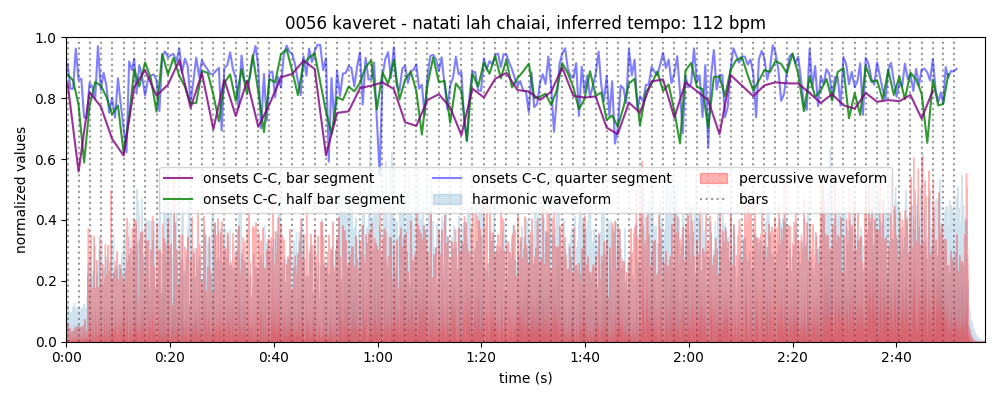 0056 kaveret - natati lah chaiai, inferred tempo: 112 bpm
normalized values
1.0
0.8
0.6
0.4
0.2
0.0
onsets C-C, bar segment
onsets C-C, half bar segment
onsets C-C, quarter segment
harmonic waveform
percussive waveform
bars
0:00 0:20 0:40 1:00 1:20 1:40 2:00 2:20 2:40
time (s)